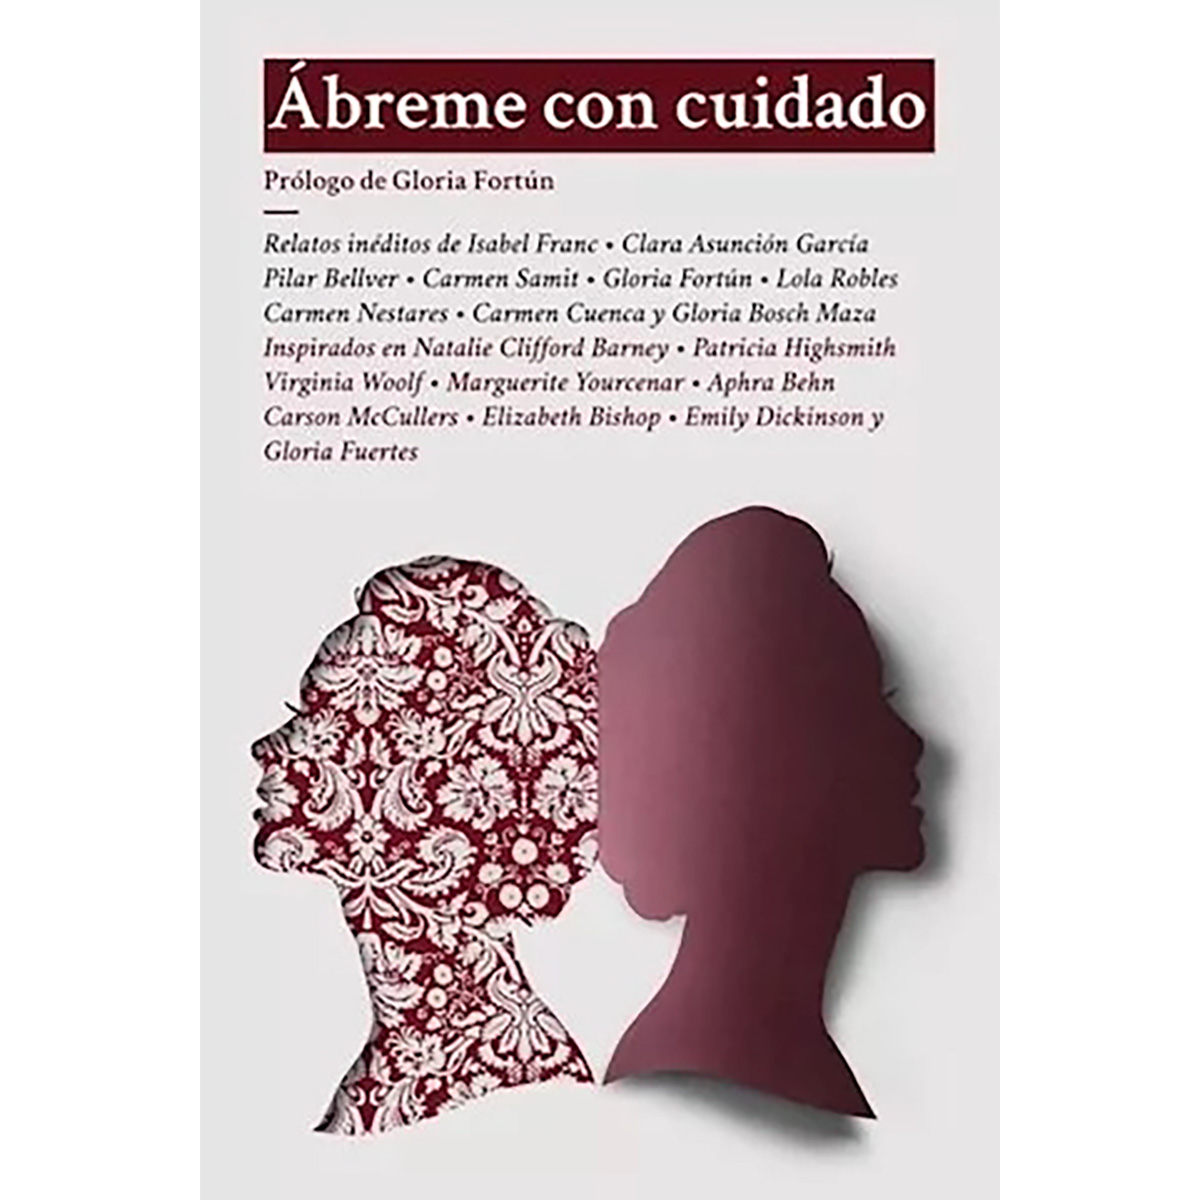 Ábreme con cuidado
Prólogo de Gloria Fortún
Relatos inéditos de Isabel Franc • Clara Asunción García
Pilar Bellver • Carmen Samit • Gloria Fortún • Lola Robles
Carmen Nestares • Carmen Cuenca y Gloria Bosch Maza
Inspirados en Natalie Clifford Barney • Patricia Highsmith
Virginia Woolf • Marguerite Yourcenar • Aphra Behn
Carson McCullers • Elizabeth Bishop • Emily Dickinson y
Gloria Fuertes